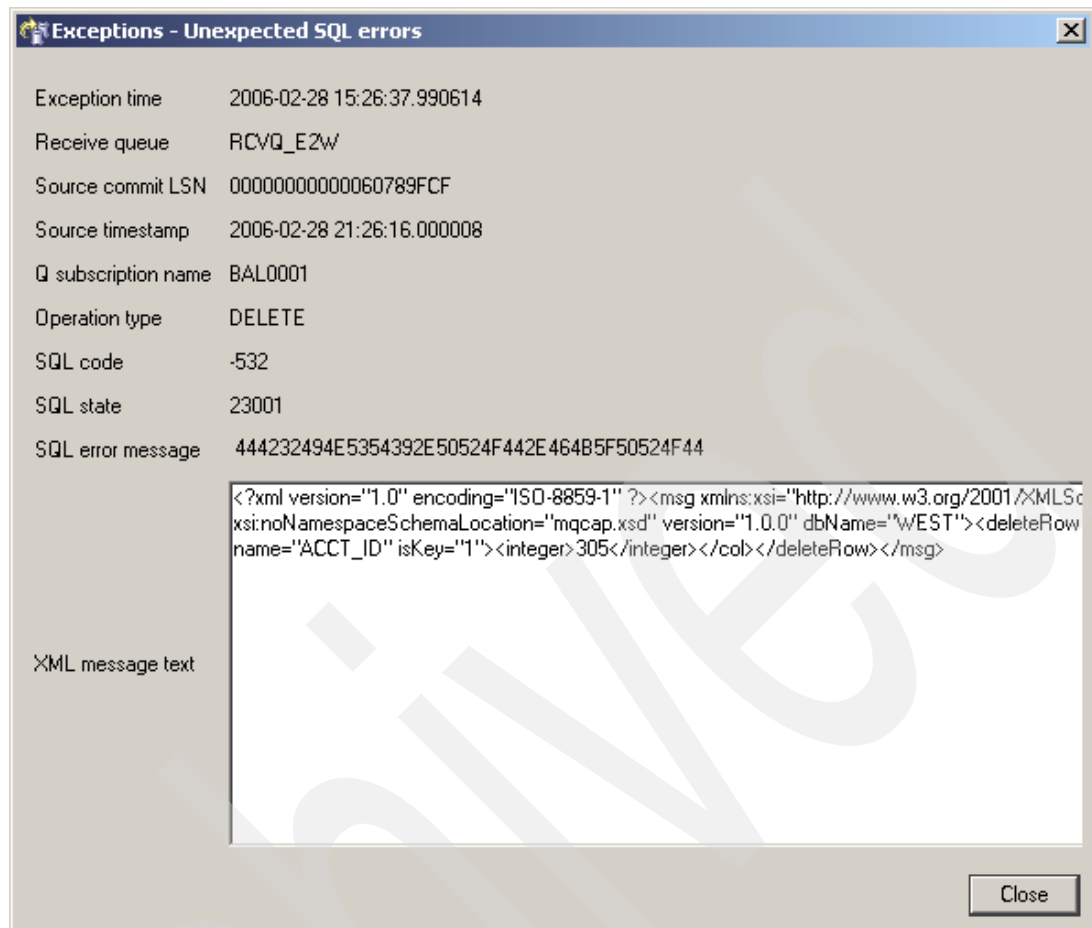 Exceptions - Unexpected SQL errors
Exception time 2006-02-28 15:26:37.990614
Receive queue RCVQ_E2W
Source commit LSN 00000000000060789FCF
Source timestamp 2006-02-28 21:26:16.000008
Q subscription name BAL0001
Operation type DELETE
SQL code -532
SQL state 23001
SQL error message 444232494E5354392E50524F442E464B5F50524F44
<?xml version="1.0" encoding="ISO-8859-1" ?><msg xmlns:xsi="http://www.w3.org/2001/XMLSc
xsi:noNamespaceSchemaLocation="mqcap.xsd" version="1.0.0" dbName="WEST"><deleteRow
name="ACCT_ID" isKey="1"><integer>305</integer></col></deleteRow></msg>
XML message text
Close